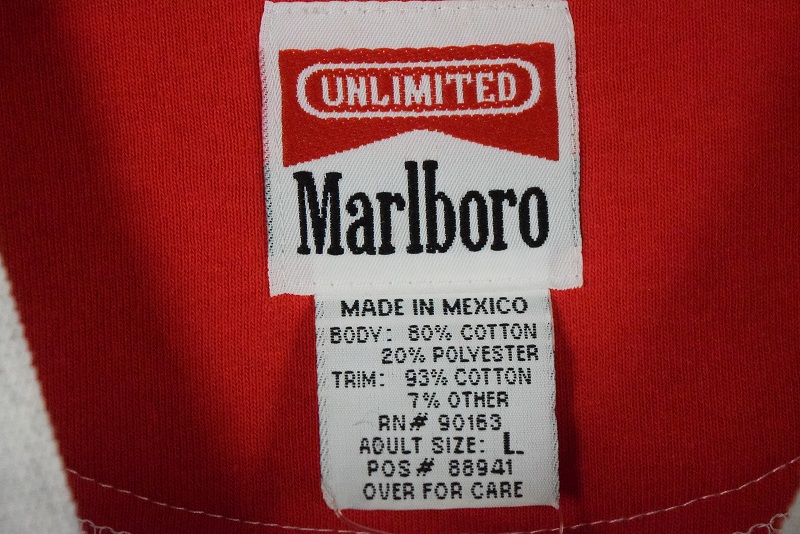 UNLIMITED
Marlboro
MADE IN MEXICO
BODY: 80% COTTON
20% POLYESTER
TRIM: 93% COTTON
7% OTHER
RN# 90163
ADULT SIZE: L
POS# 88941
OVER FOR CARE